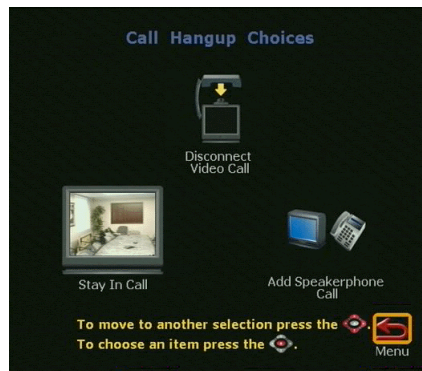 Call Hangup Choices
Disconnect
Video Call
Stay In Call
Add Speakerphone
Call
To move to another selection press the .
To choose an item press the .
Menu